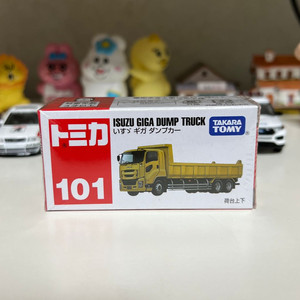 トミカ
101
ISUZU GIGA DUMP TRUCK
いすゞ ギガ ダンプカー
TAKARA
TOMY
荷台上下